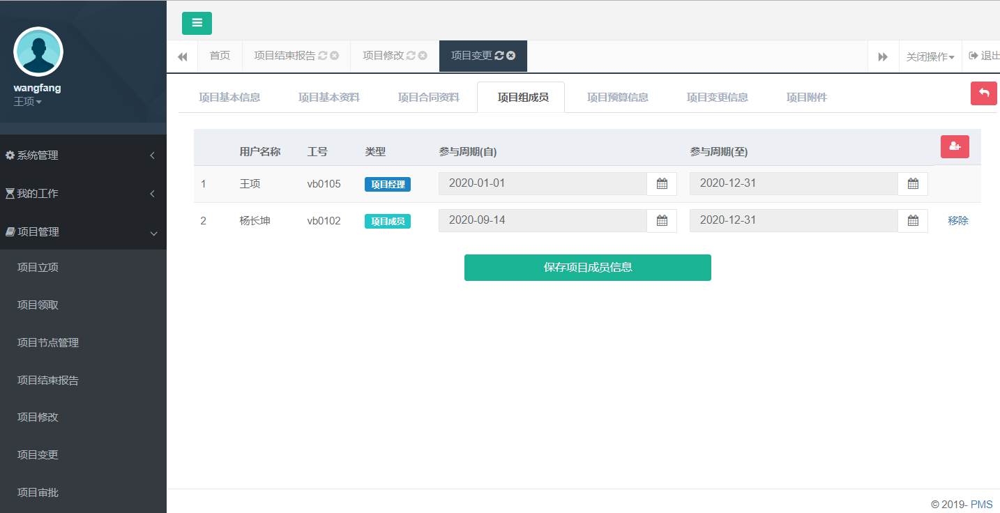 wangfang
王项
系统管理
我的工作
项目管理
项目立项
项目领取
项目节点管理
项目结束报告
项目修改
项目变更
项目审批
首页 项目结束报告 项目修改 项目变更 关闭操作 退出
项目基本信息 项目基本资料 项目合同资料 项目组成员 项目预算信息 项目变更信息 项目附件
用户名称 工号 类型 参与周期(自) 参与周期(至)
1 王项 vb0105 项目经理 2020-01-01 2020-12-31
2 杨长坤 vb0102 项目成员 2020-09-14 2020-12-31 移除
保存项目成员信息
© 2019- PMS